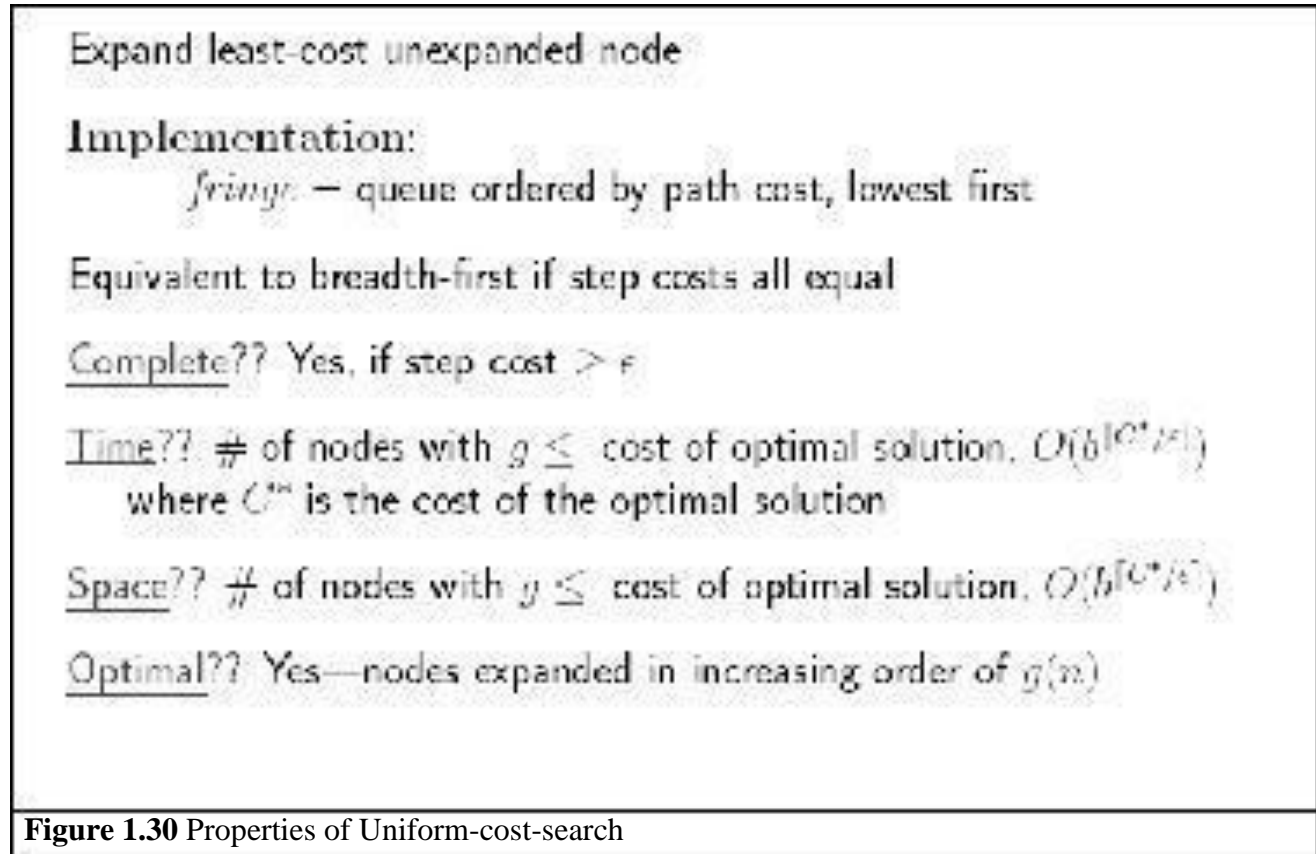 Expand least-cost unexpanded node
Implementation:
fringe = queue ordered by path cost, lowest first
Equivalent to breadth-first if step costs all equal
Complete?? Yes, if step cost ≥ ε
Time?? # of nodes with g ≤ cost of optimal solution, O(b^⌈C*/ε⌉)
where C* is the cost of the optimal solution
Space?? # of nodes with g ≤ cost of optimal solution, O(b^⌈C*/ε⌉)
Optimal?? Yes—nodes expanded in increasing order of g(n)
Figure 1.30 Properties of Uniform-cost-search